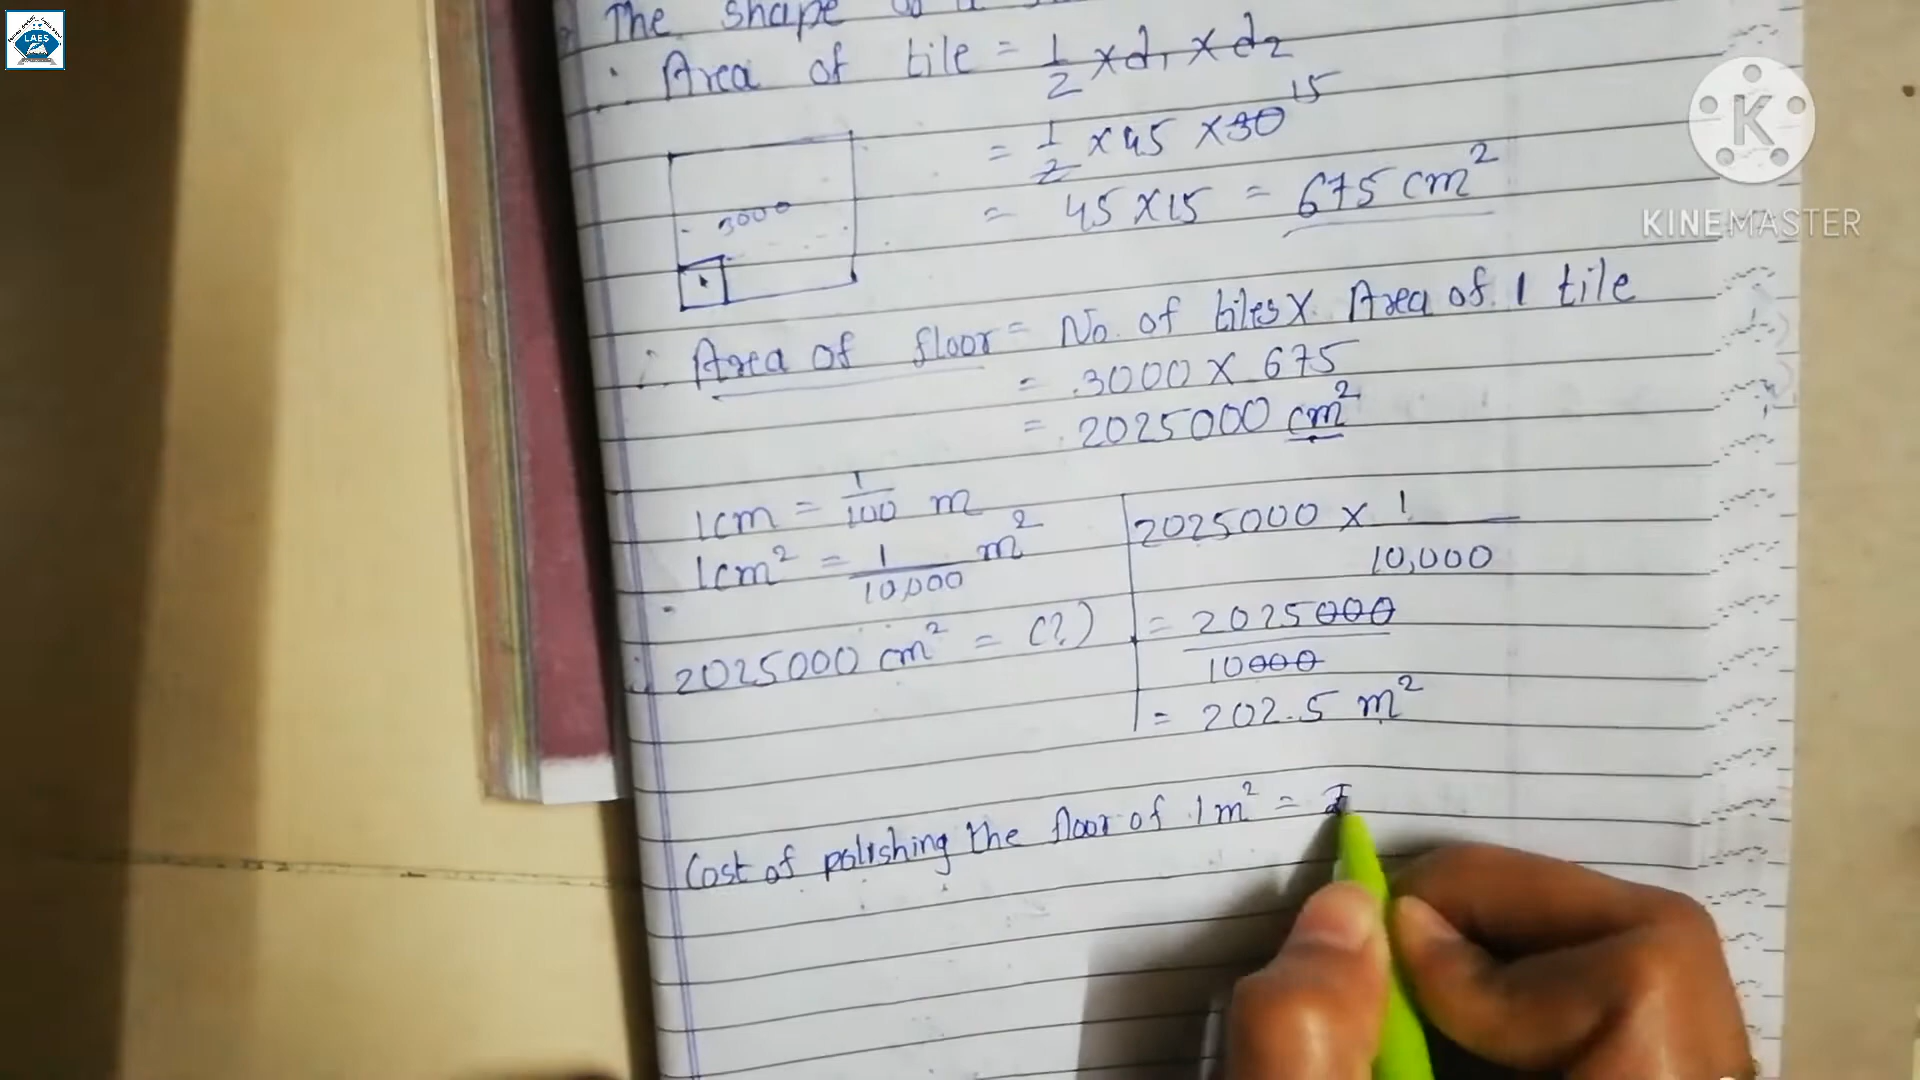 The shape
∴ Area of tile = 1/2 × d₁ × d₂
= 1/2 × 45 × 30 15
= 45 × 15 = 675 cm²
3000
∴ Area of floor = No. of tiles × Area of 1 tile
= 3000 × 675
= 2025000 cm²
1cm = 1/100 m
1cm² = 1/10,000 m²
∴ 2025000 cm² = (?)
2025000 × 1/10,000
= 2025000/10000
= 202.5 m²
Cost of polishing the floor of 1m² =
LAES
K
KINEMASTER